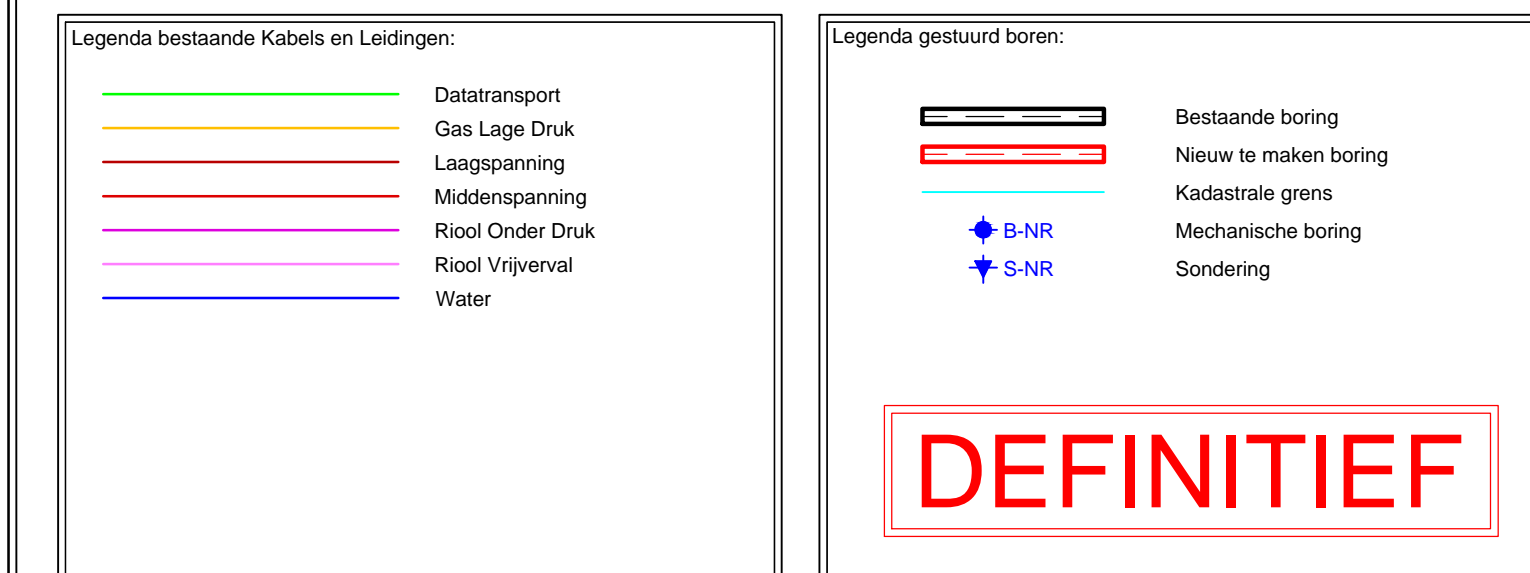 Legenda bestaande Kabels en Leidingen:
Datatransport
Gas Lage Druk
Laagspanning
Middenspanning
Riool Onder Druk
Riool Vrijverval
Water
Legenda gestuurd boren:
Bestaande boring
Nieuw te maken boring
Kadastrale grens
B-NR Mechanische boring
S-NR Sondering
DEFINITIEF